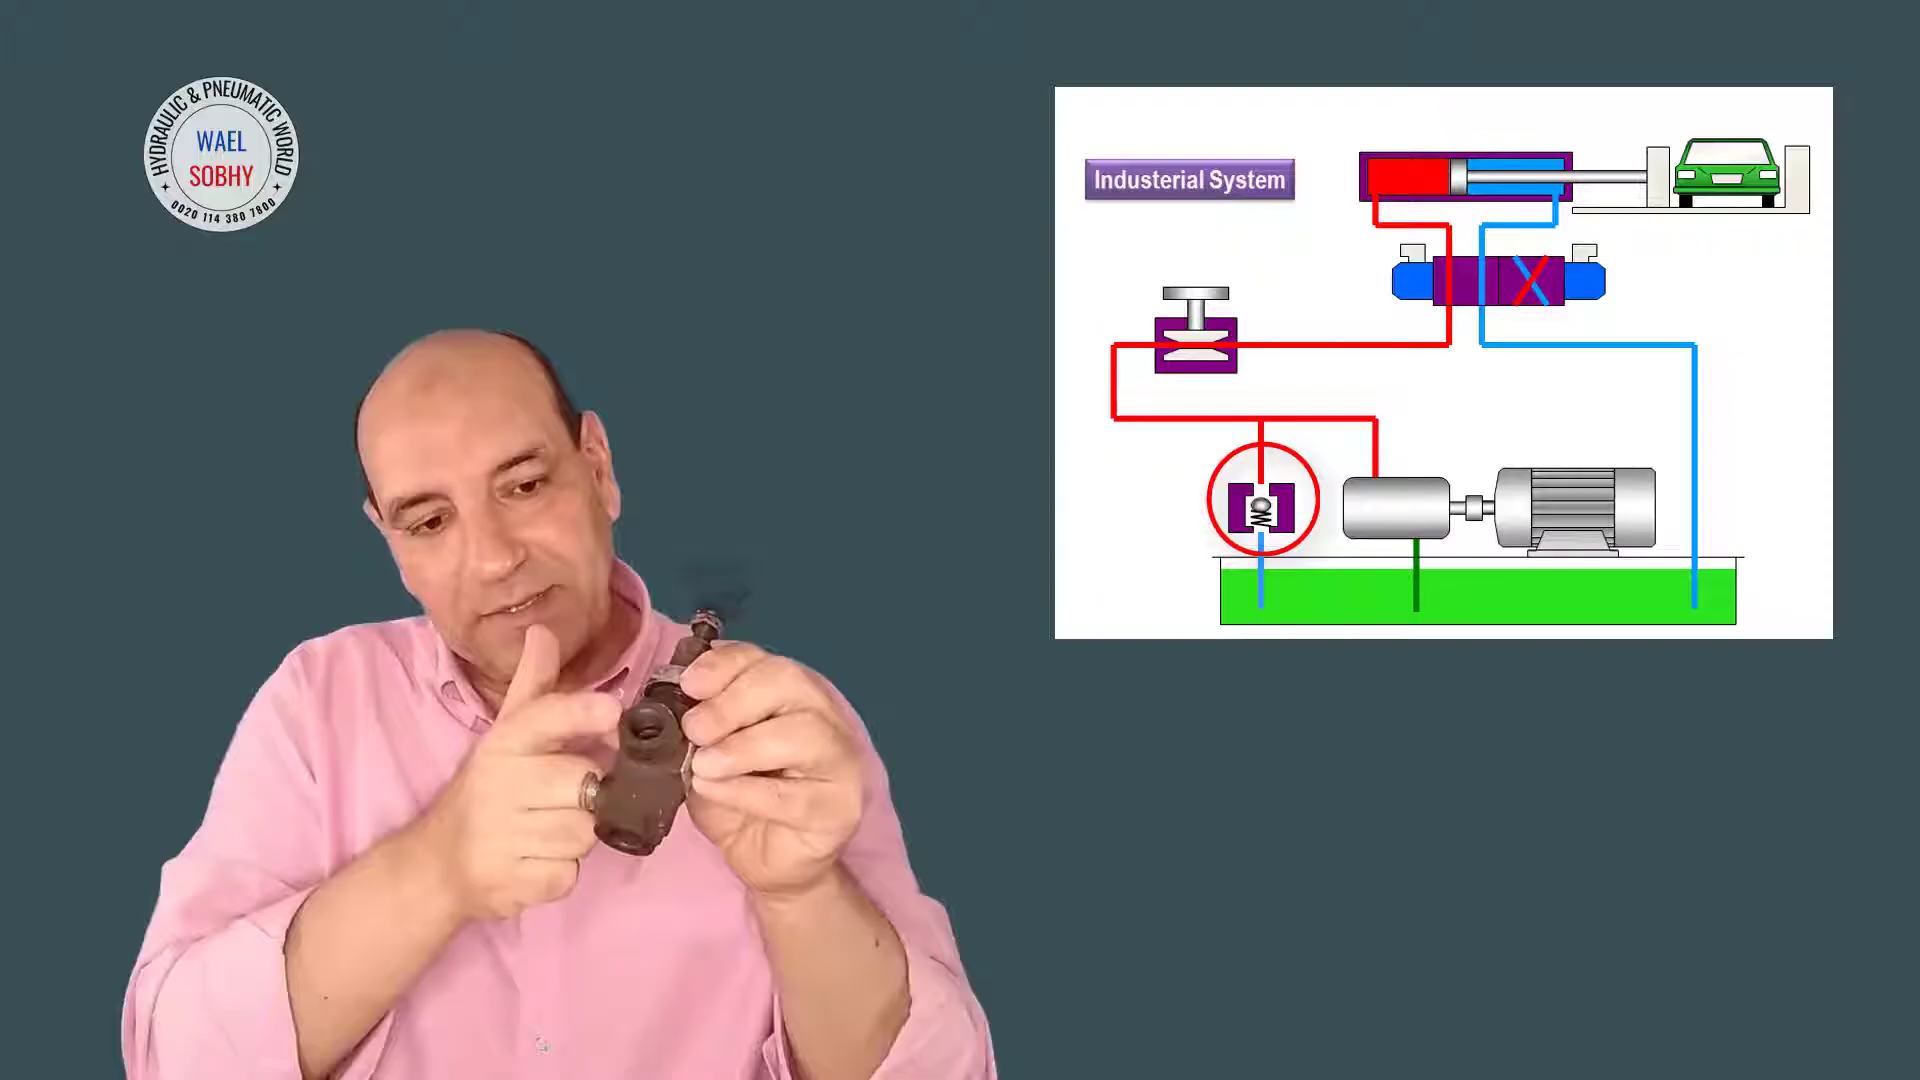 HYDRAULIC & PNEUMATIC WORLD
WAEL
SOBHY
0020 114 380 7800
Industerial System